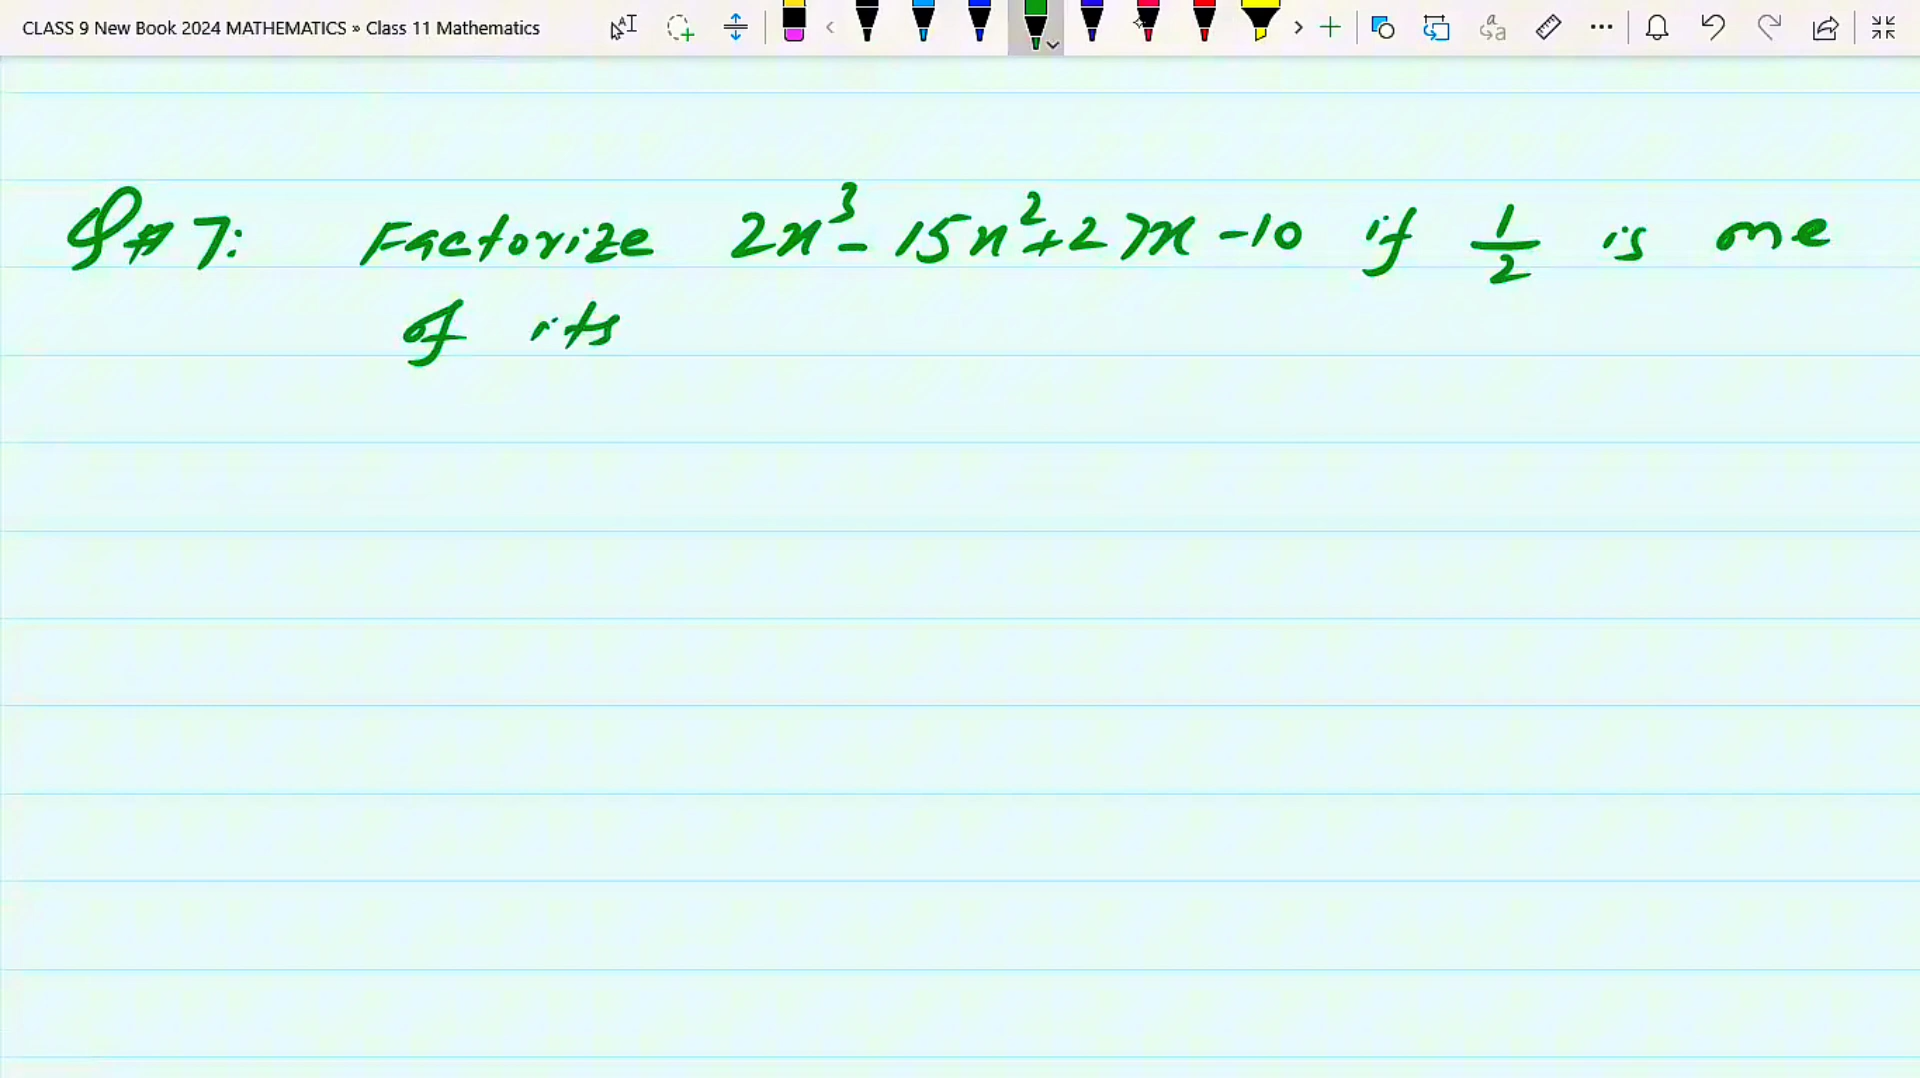 CLASS 9 New Book 2024 MATHEMATICS » Class 11 Mathematics
Q#7: Factorize 2x³ - 15x² + 27x - 10 if 1/2 is one
of its